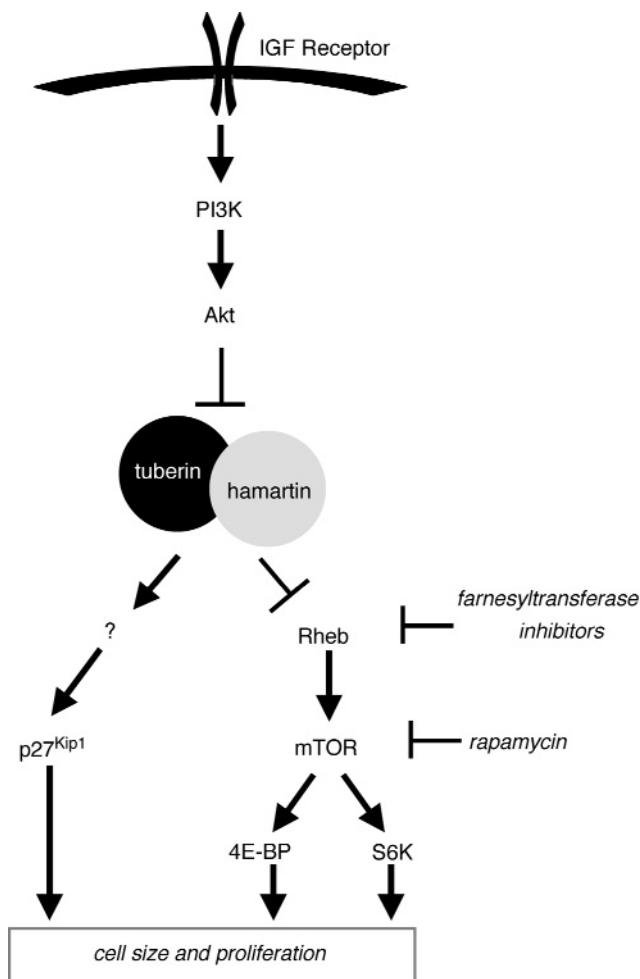 IGF Receptor
PI3K
Akt
tuberin
hamartin
?
Rheb
farnesyltransferase
inhibitors
p27Kip1
mTOR
rapamycin
4E-BP
S6K
cell size and proliferation